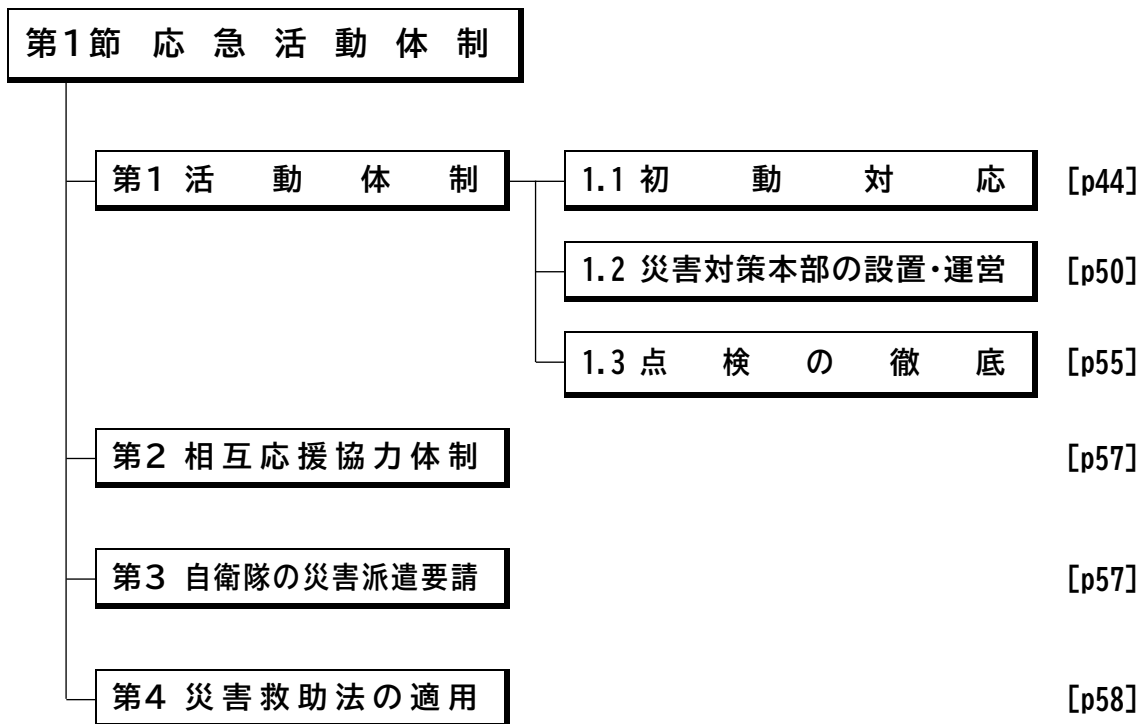 第1節 応急活動体制
第1 活動体制
1.1 初動対応 [p44]
1.2 災害対策本部の設置・運営 [p50]
1.3 点検の徹底 [p55]
第2 相互応援協力体制 [p57]
第3 自衛隊の災害派遣要請 [p57]
第4 災害救助法の適用 [p58]